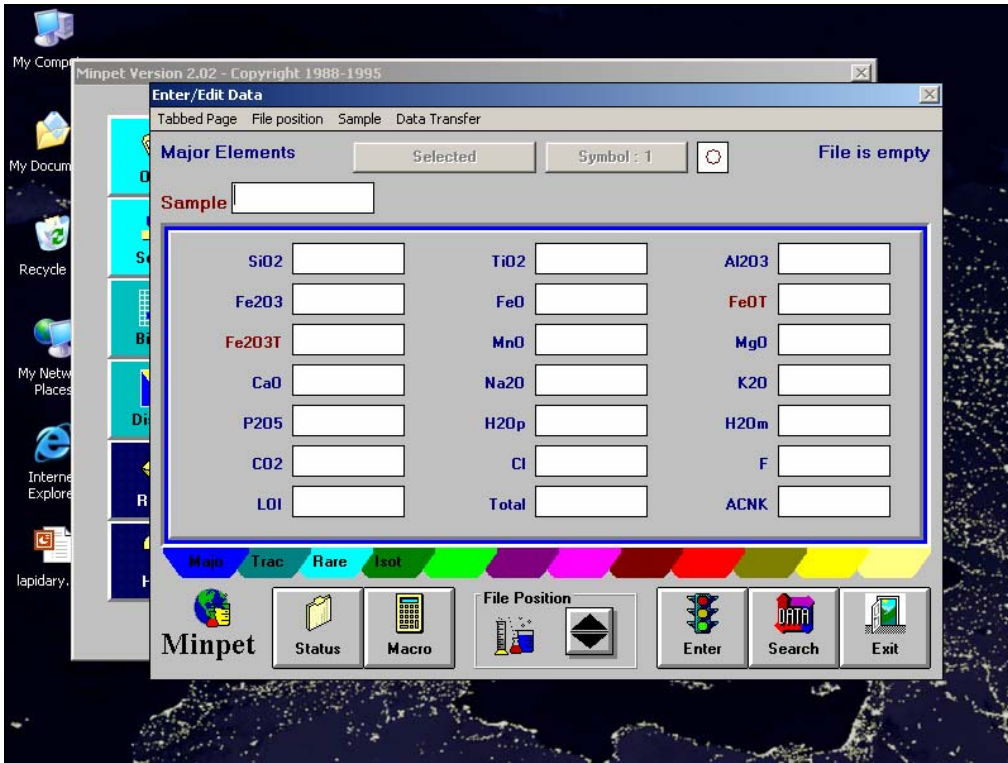 My Comput
Minpet Version 2.02 - Copyright 1988-1995
Enter/Edit Data
Tabbed Page File position Sample Data Transfer
Major Elements Selected Symbol : 1 File is empty
My Docum
Sample
Recycle
SiO2 TiO2 Al2O3
Fe2O3 FeO FeOT
Fe2O3T MnO MgO
My Netw
Places
CaO Na2O K2O
P2O5 H2Op H2Om
CO2 Cl F
Interne
Explore
LOI Total ACNK
Majo Trac Rare Isot
lapidary.
File Position
Minpet Status Macro Enter Search Exit
DATA